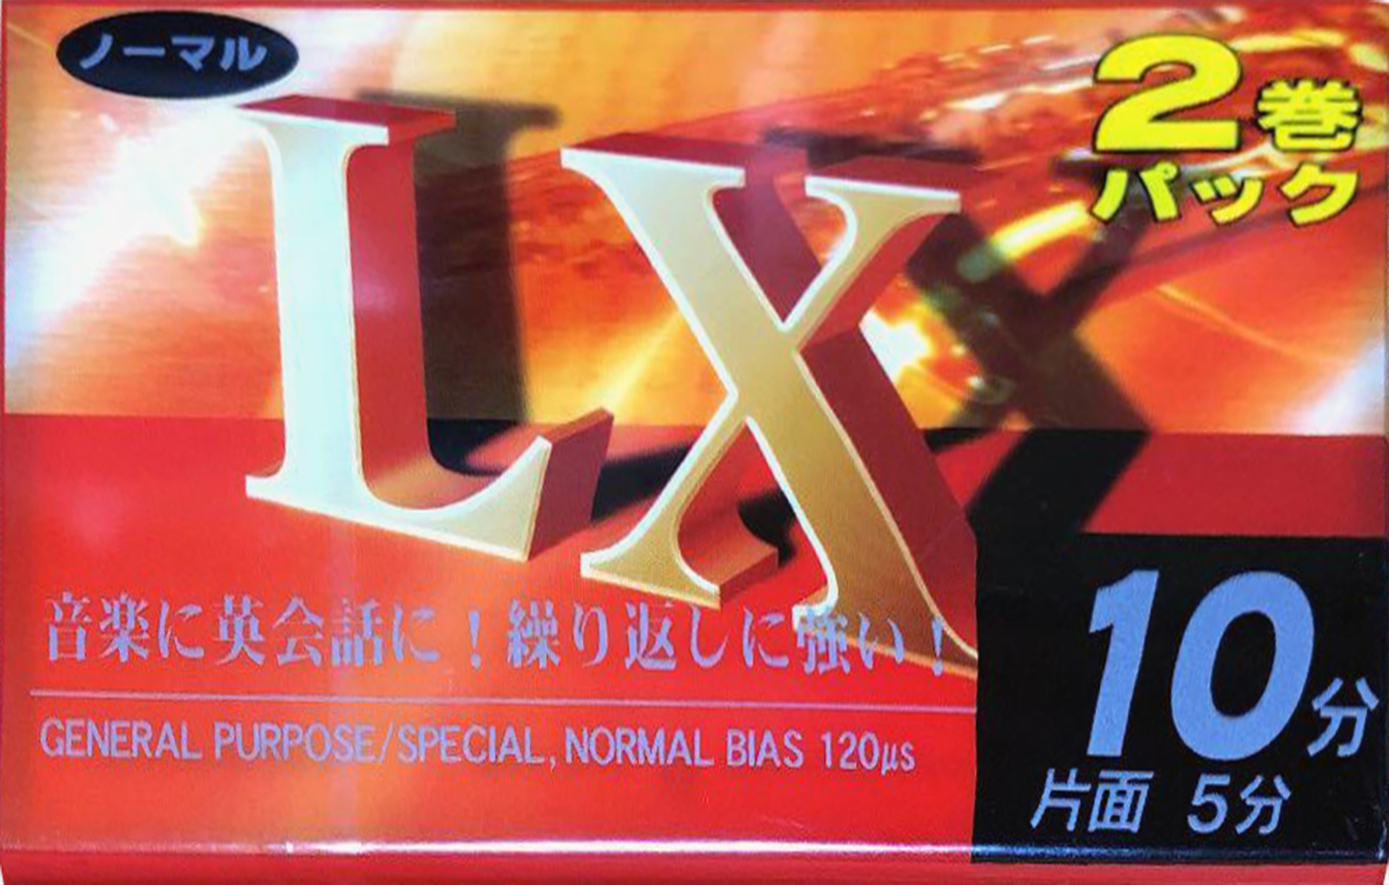 ノーマル
2巻
パック
LX
音楽に英会話に！繰り返しに強い！
GENERAL PURPOSE/SPECIAL, NORMAL BIAS 120μs
10分
片面 5分